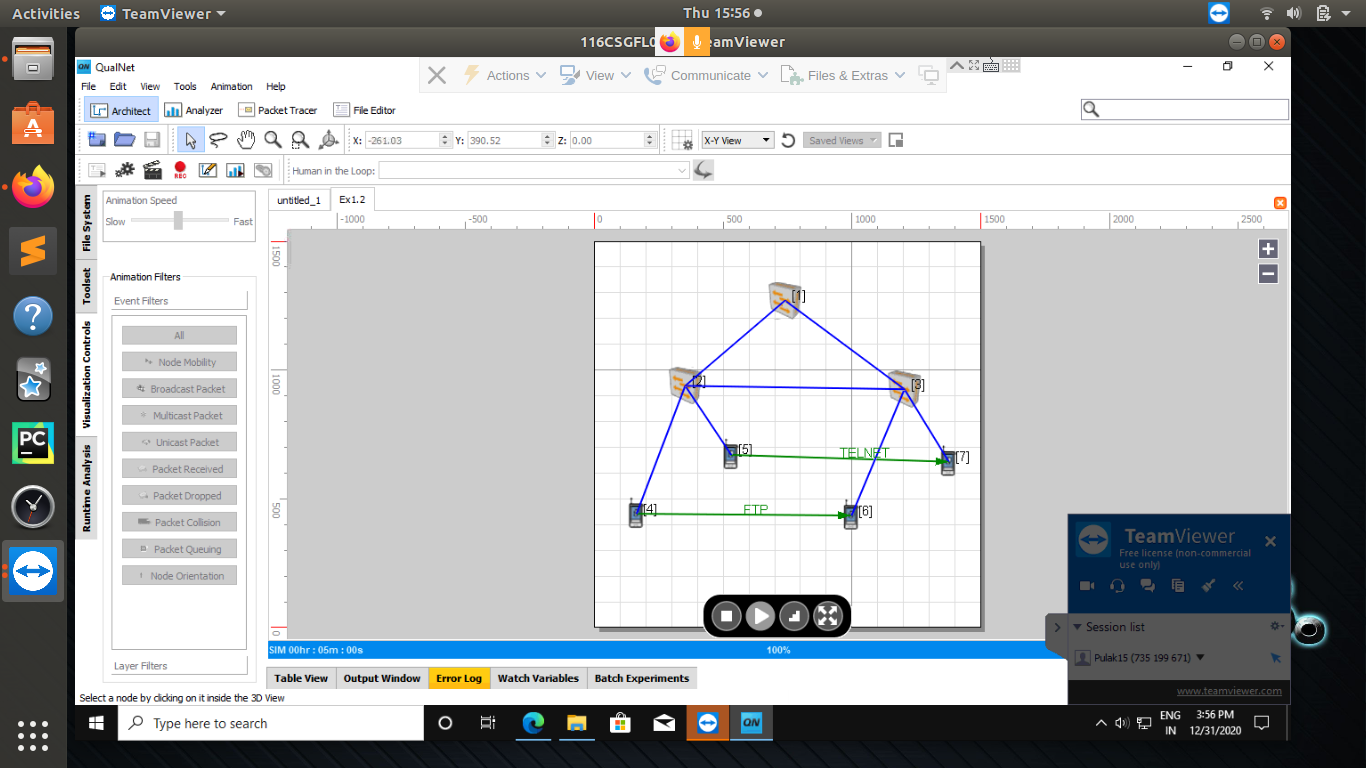 Activities TeamViewer Thu 15:56
116CSGFL0 eamViewer
QualNet
Actions View Communicate Files & Extras
File Edit View Tools Animation Help
Architect Analyzer Packet Tracer File Editor
X: -261.03 Y: 390.52 Z: 0.00 X-Y View Saved Views
REC Human in the Loop:
File System
Toolset
Visualization Controls
Runtime Analysis
Animation Speed
Slow Fast
Animation Filters
Event Filters
All
Node Mobility
Broadcast Packet
Multicast Packet
Unicast Packet
Packet Received
Packet Dropped
Packet Collision
Packet Queuing
Node Orientation
Layer Filters
untitled_1 Ex1.2
-1000 -500 0 500 1000 1500 2000 2500
1500
1000
500
0
[1]
[2] [3]
[5] TELNET [7]
[4] FTP [6]
SIM 00hr : 05m : 00s 100%
Table View Output Window Error Log Watch Variables Batch Experiments
Select a node by clicking on it inside the 3D View
TeamViewer
Free license (non-commercial
use only)
Session list
Pulak15 (735 199 671)
www.teamviewer.com
PC
Type here to search
QN
ENG
IN
3:56 PM
12/31/2020